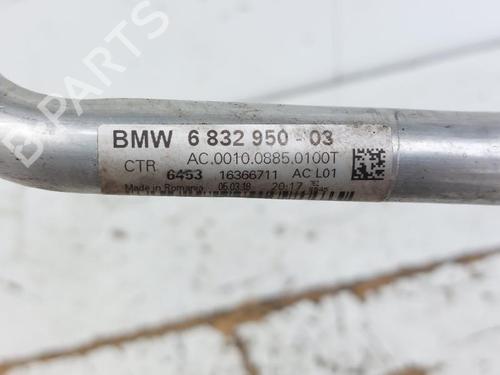 BMW 6 832 950 - 03
AC.0010.0885.0100T
CTR
6453 16366711 AC L01
Made in Romania 05.03.18 20:17
B-PARTS